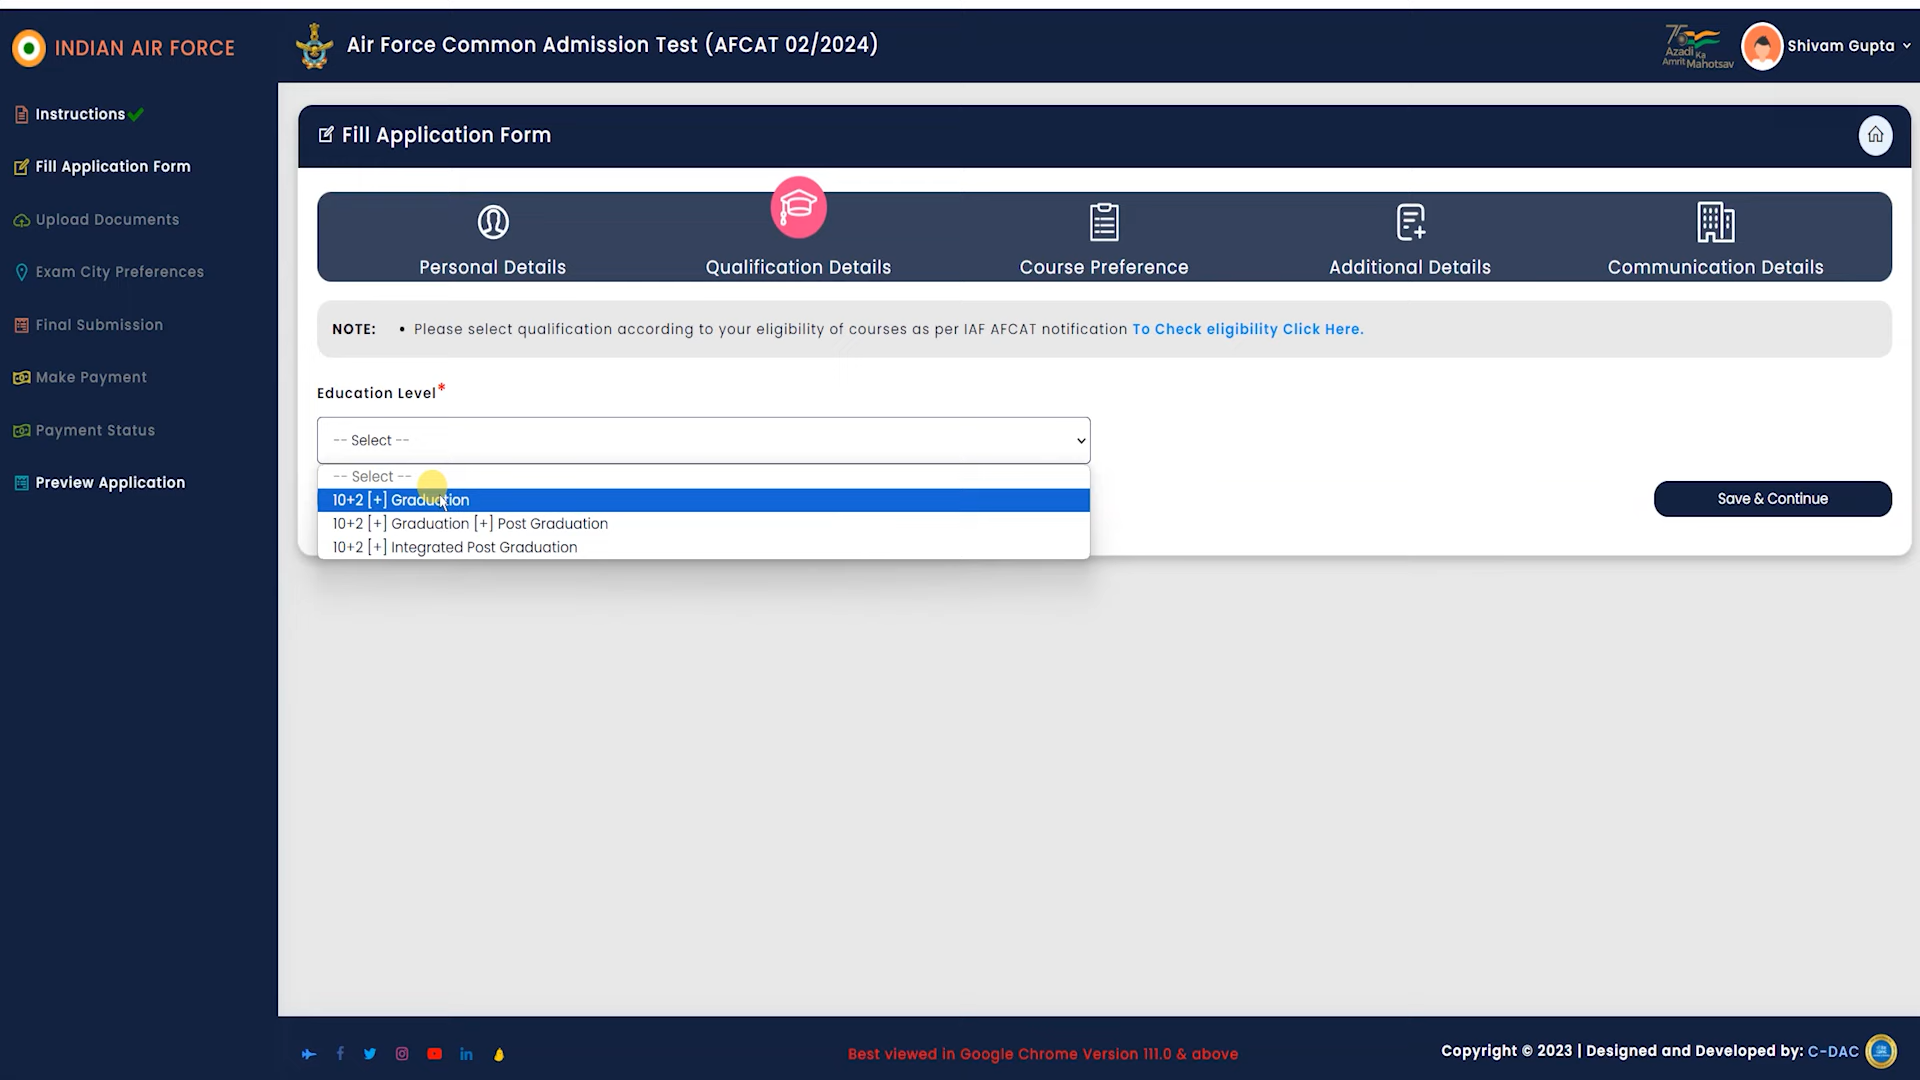 INDIAN AIR FORCE
Air Force Common Admission Test (AFCAT 02/2024)
75
Azadi Ka
Amrit Mahotsav
Shivam Gupta
Instructions
Fill Application Form
Upload Documents
Exam City Preferences
Final Submission
Make Payment
Payment Status
Preview Application
Fill Application Form
Personal Details
Qualification Details
Course Preference
Additional Details
Communication Details
NOTE: • Please select qualification according to your eligibility of courses as per IAF AFCAT notification To Check eligibility Click Here.
Education Level*
-- Select --
-- Select --
10+2 [+] Graduation
10+2 [+] Graduation [+] Post Graduation
10+2 [+] Integrated Post Graduation
Save & Continue
Best viewed in Google Chrome Version 111.0 & above
Copyright © 2023 | Designed and Developed by: C-DAC